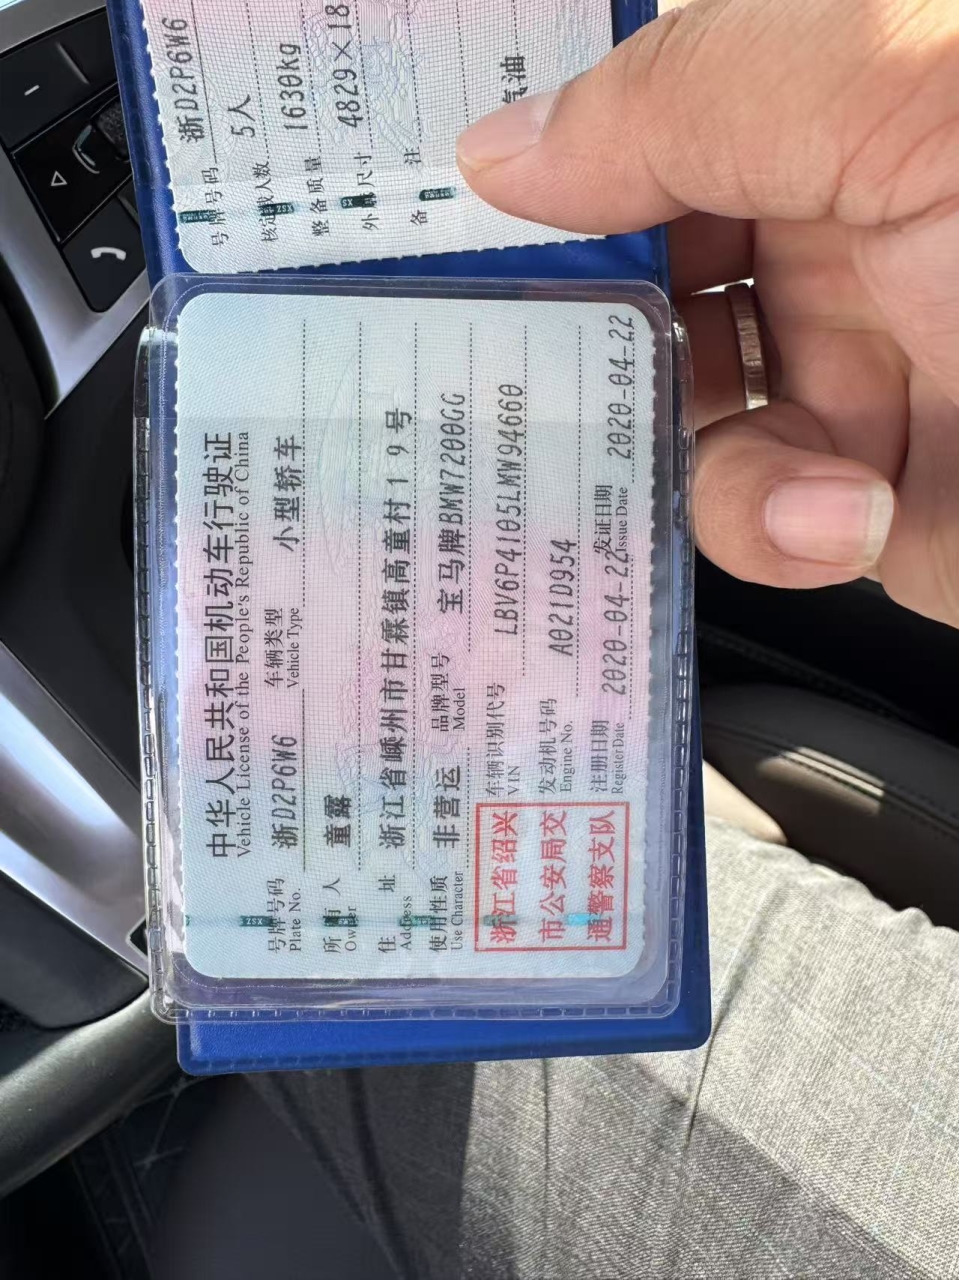 中华人民共和国机动车行驶证
Vehicle License of the People's Republic of China
号牌号码 浙D2P6W6 车辆类型 小型轿车
Plate No. Vehicle Type
所有人 童露
Owner
住址 浙江省嵊州市甘霖镇高童村19号
Address
使用性质 非营运 品牌型号 宝马牌BMW7200GG
Use Character Model
浙江省绍兴
市公安局交
通警察支队
车辆识别代号 LBV6P4105LMW94660
VIN
发动机号码 A021D954
Engine No.
注册日期 2020-04-22 发证日期 2020-04-22
Register Date Issue Date
号牌号码 浙D2P6W6
核定载人数 5人
整备质量 1630kg
外廓尺寸 4829×18
备注
汽油